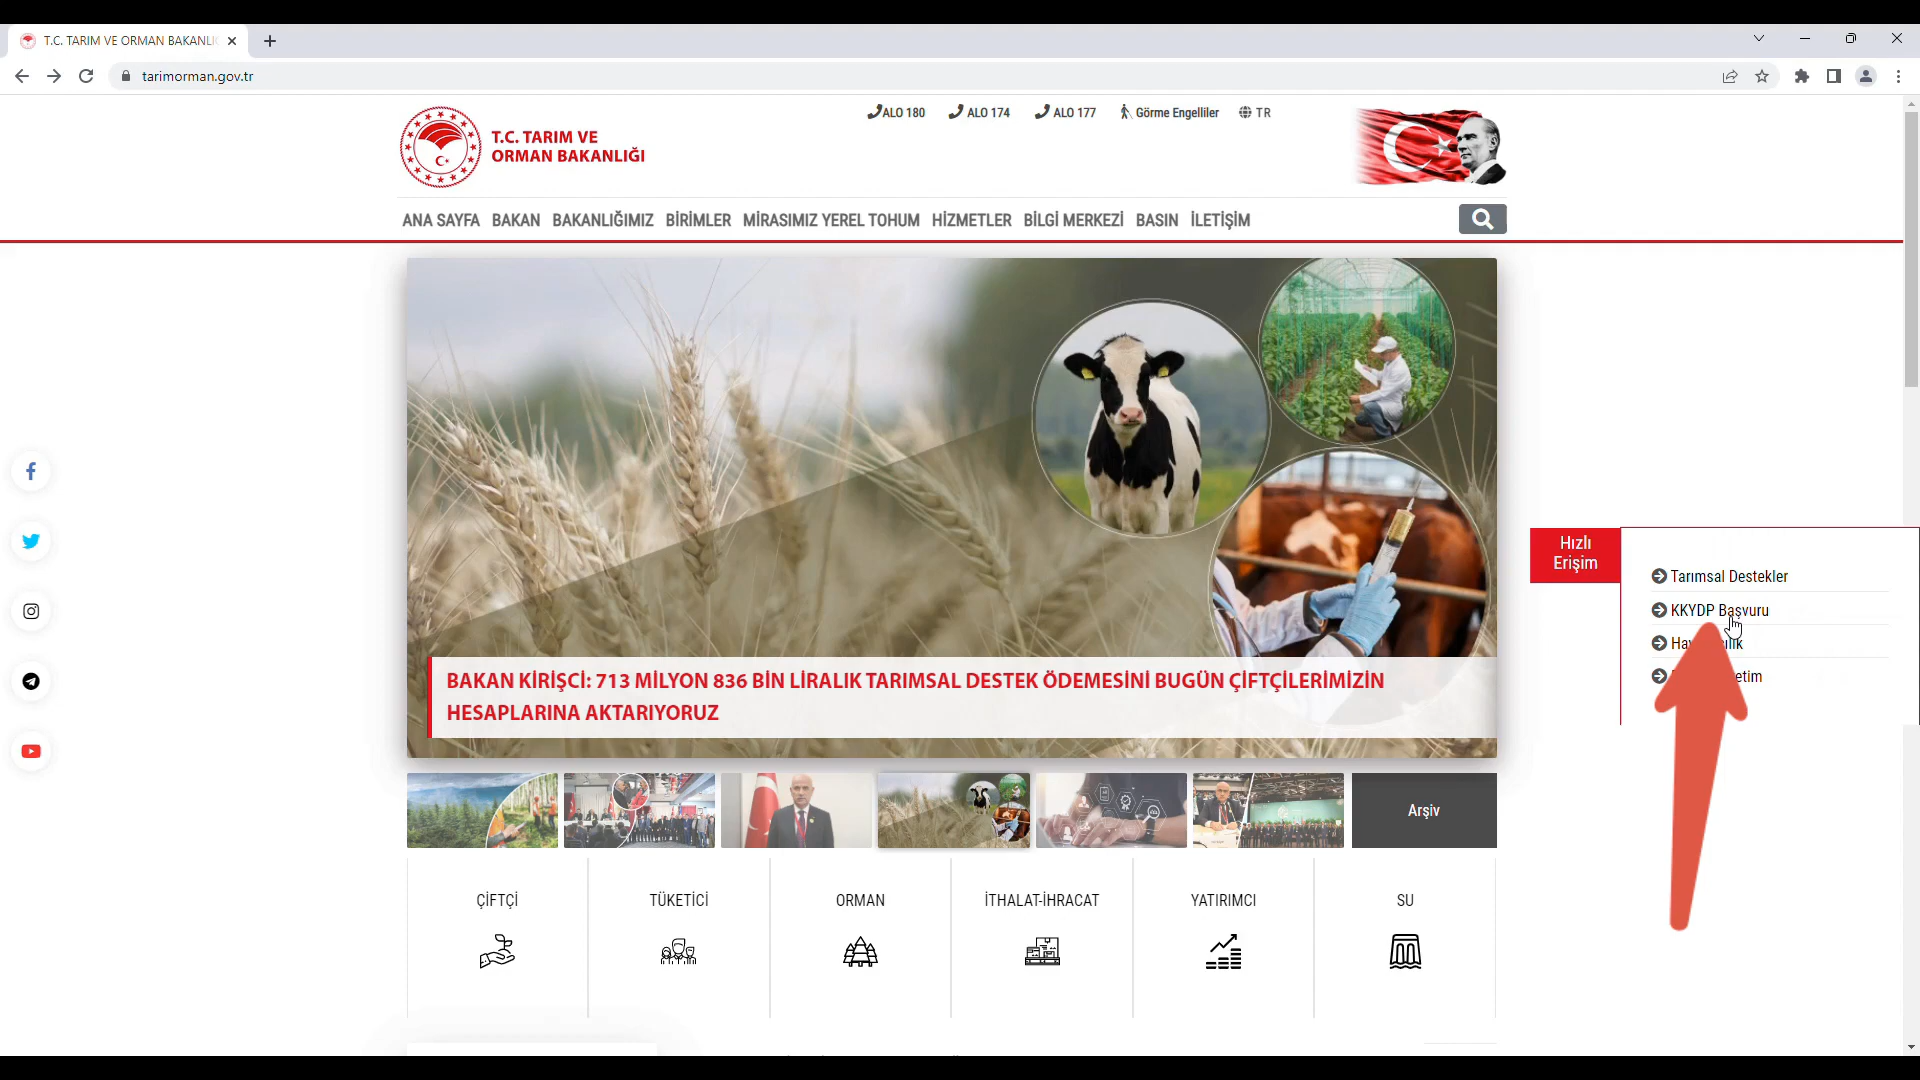 T.C. TARIM VE ORMAN BAKANLI
tarimorman.gov.tr
ALO 180 ALO 174 ALO 177 Görme Engelliler TR
T.C. TARIM VE
ORMAN BAKANLIĞI
ANA SAYFA BAKAN BAKANLIĞIMIZ BİRİMLER MİRASIMIZ YEREL TOHUM HİZMETLER BİLGİ MERKEZİ BASIN İLETİŞİM
Hızlı
Erişim
Tarımsal Destekler
KKYDP Başvuru
BAKAN KİRİŞCİ: 713 MİLYON 836 BİN LİRALIK TARIMSAL DESTEK ÖDEMESİNİ BUGÜN ÇİFTÇİLERİMİZİN
HESAPLARINA AKTARIYORUZ
Arşiv
ÇİFTÇİ TÜKETİCİ ORMAN İTHALAT-İHRACAT YATIRIMCI SU